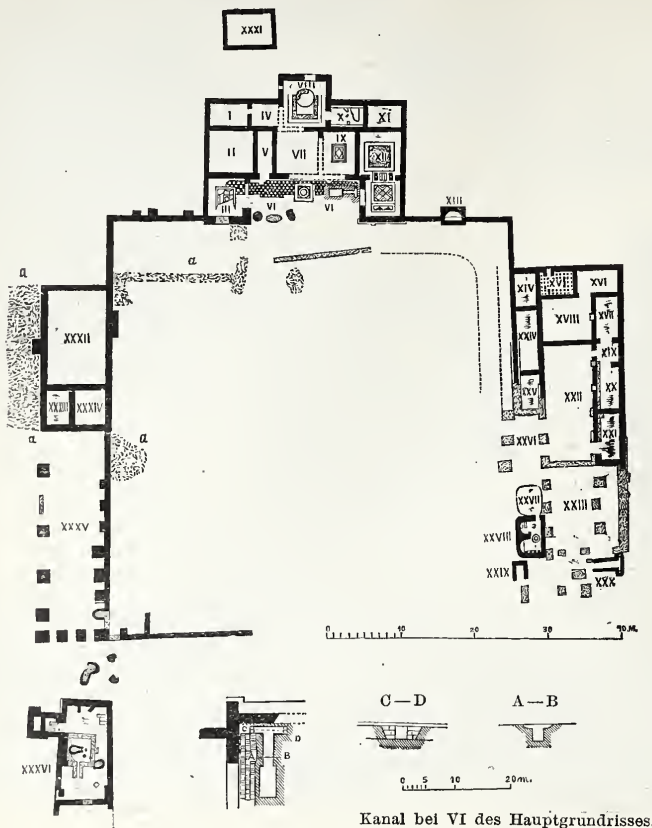 XXXI
VIII
I IV X XI
II V VII IX XII
III VI VI
XIII
a
a
XIV XVI XVI
XXXII XVIII XVII
XXIV XIX
XXII XX
XXXIII XXXIV XXV
a a XXI
XXVI
XXVII XXIII
XXXV
XXVIII
XXIX XXX
0 10 20 30 40 M.
C—D A—B
C D
A B
XXXVI
0 5 10 20m.
Kanal bei VI des Hauptgrundrisses.